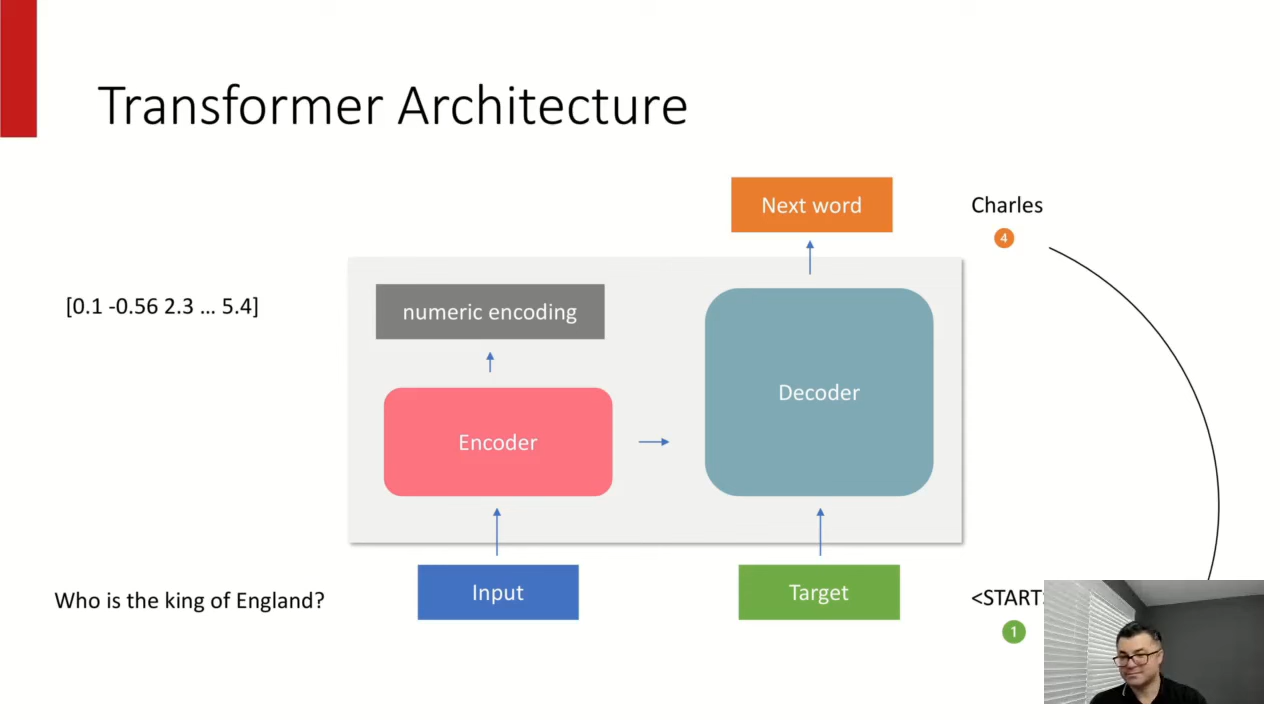 Transformer Architecture
Next word
Charles
4
[0.1 -0.56 2.3 ... 5.4]
numeric encoding
Decoder
Encoder
Who is the king of England?
Input
Target
<START
1